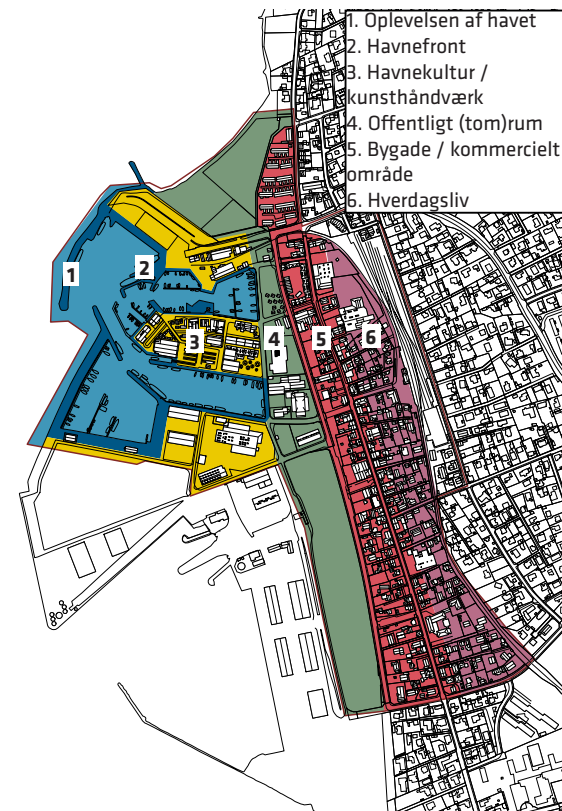 1. Oplevelsen af havet
2. Havnefront
3. Havnekultur /
kunsthåndværk
4. Offentligt (tom)rum
5. Bygade / kommercielt
område
6. Hverdagsliv
1
2
3
4
5
6